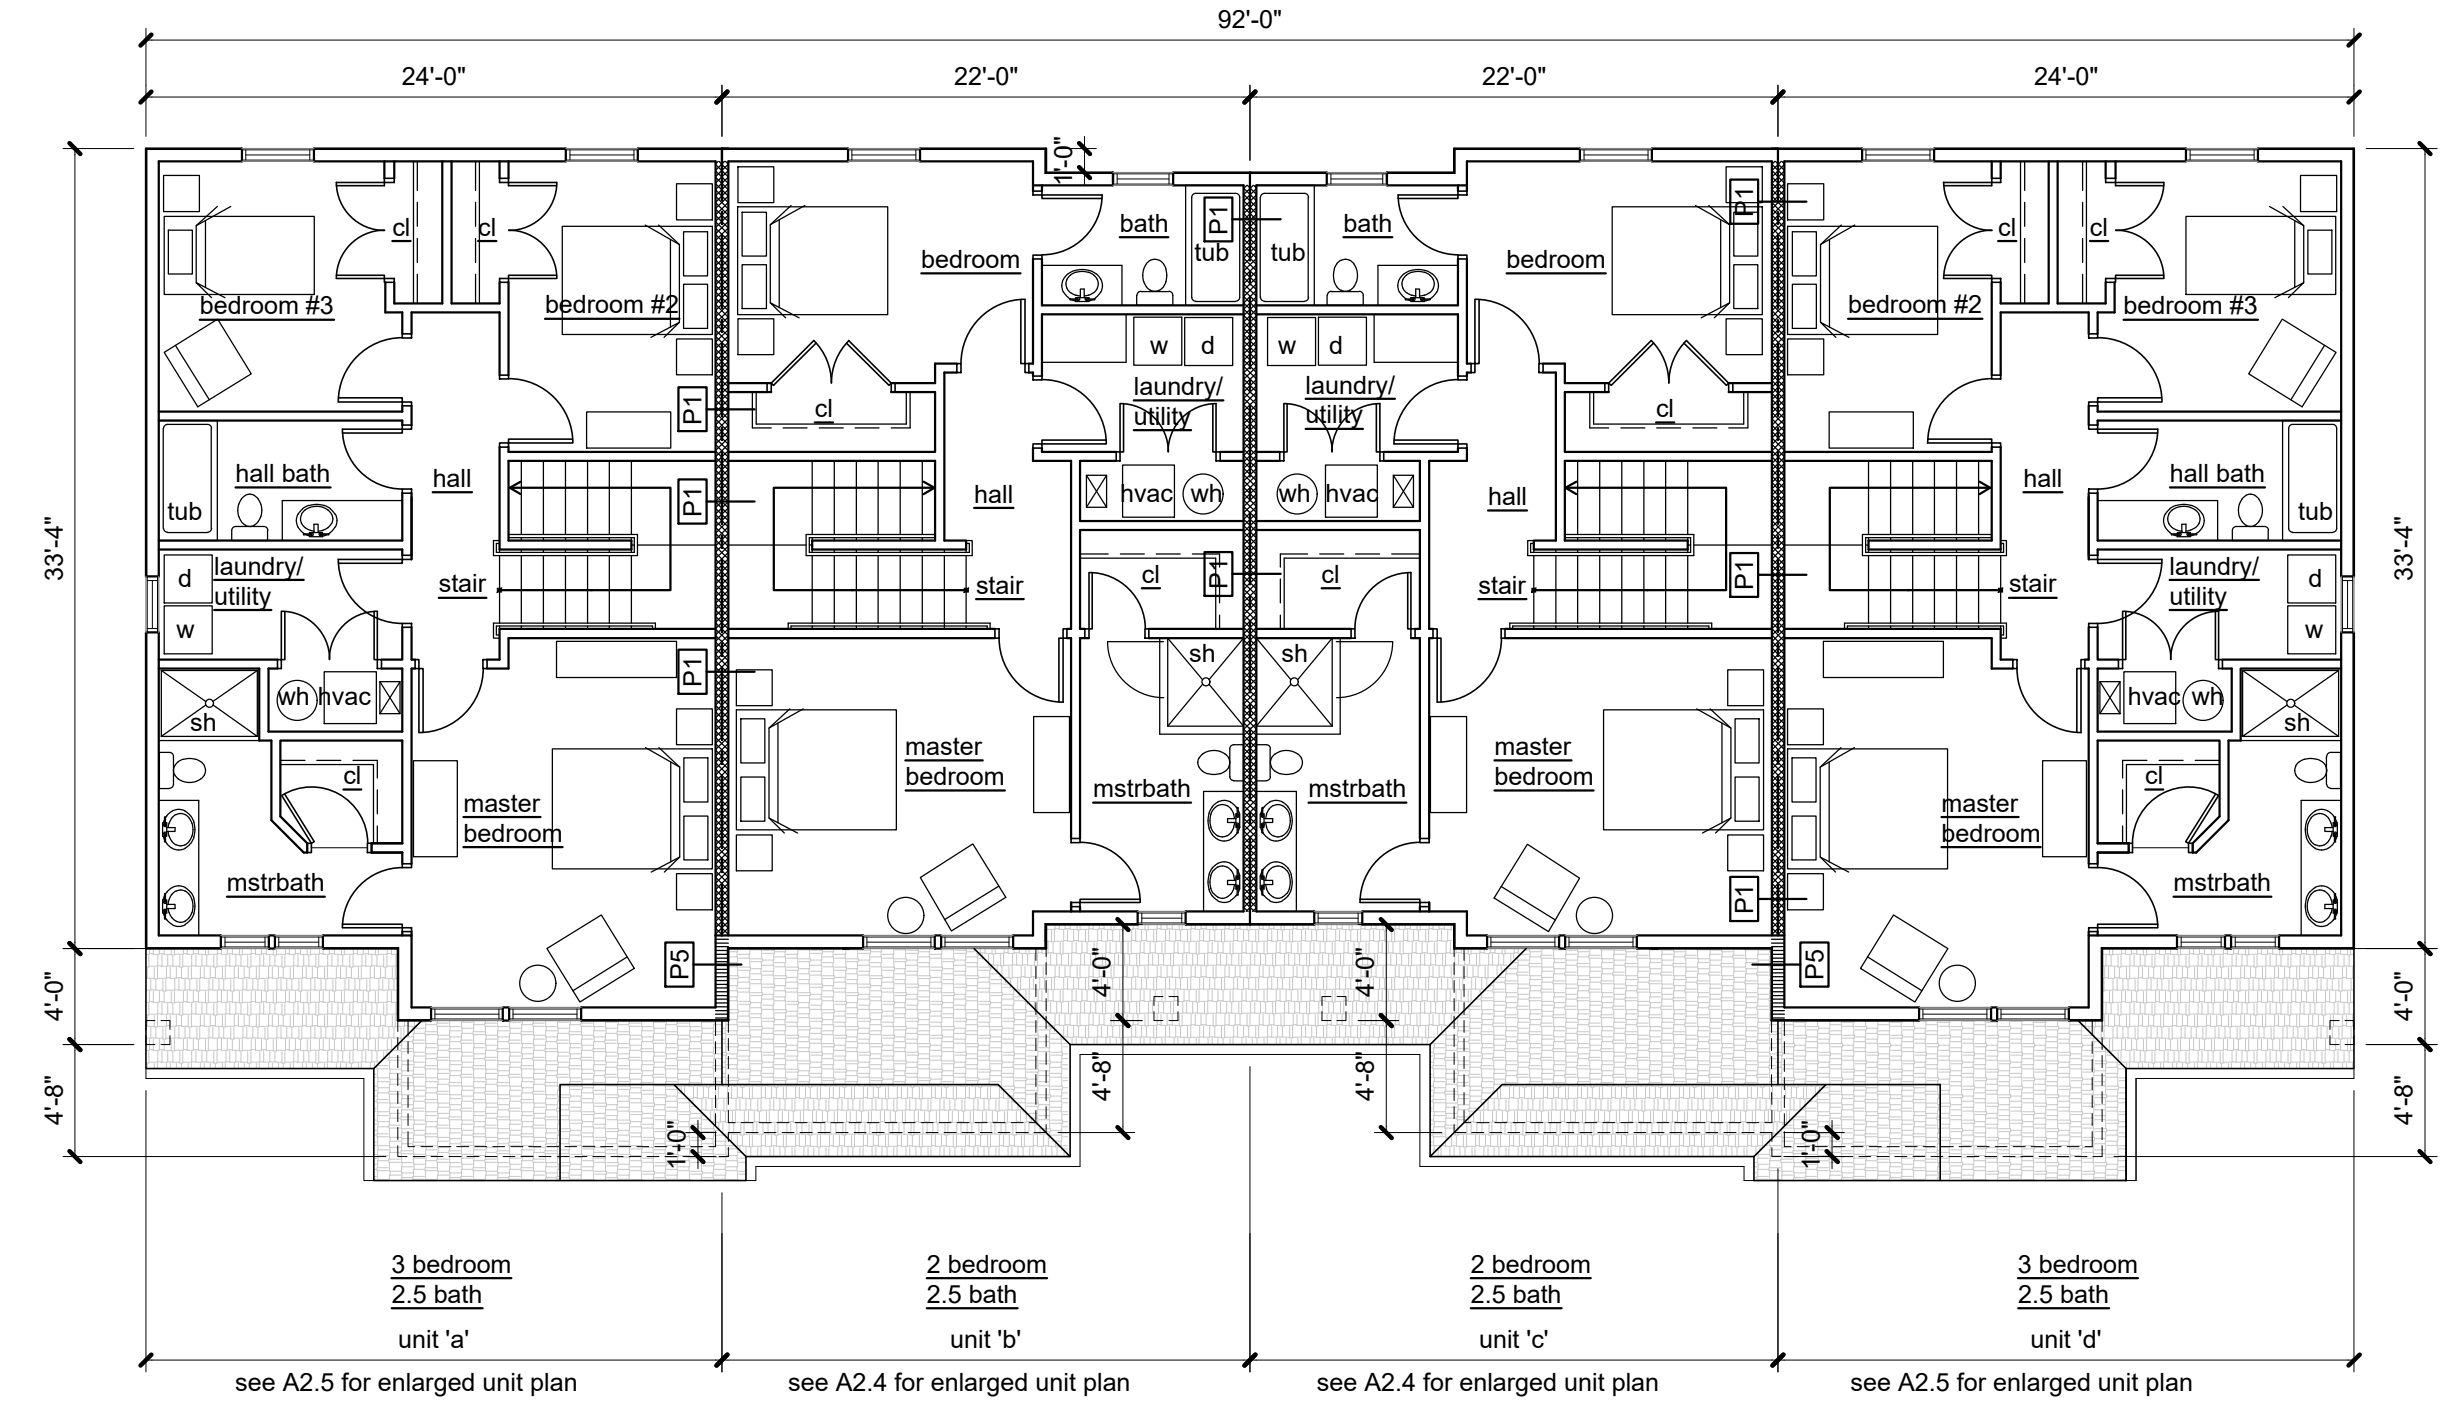 92'-0"
24'-0" 22'-0" 22'-0" 24'-0"
1'-0"
P1
P1
cl cl bath bath cl cl
tub tub
bedroom bedroom
bedroom #3 bedroom #2 bedroom #2 bedroom #3
w d w d
laundry/ laundry/
utility utility
P1 cl cl
hall bath hall bath
hall hall
P1 hall hvac wh wh hvac hall
tub tub
33'-4" 33'-4"
laundry/ laundry/
d cl P1 cl P1 d
utility stair stair stair stair utility
w w
sh sh
P1
wh hvac hvac wh
sh sh
master master
bedroom bedroom
cl mstrbath mstrbath cl
master master
bedroom bedroom
mstrbath mstrbath
P1
P5 P5
4'-0" 4'-0" 4'-0" 4'-0"
4'-8" 4'-8" 4'-8" 4'-8"
1'-0" 1'-0"
3 bedroom 2 bedroom 2 bedroom 3 bedroom
2.5 bath 2.5 bath 2.5 bath 2.5 bath
unit 'a' unit 'b' unit 'c' unit 'd'
see A2.5 for enlarged unit plan see A2.4 for enlarged unit plan see A2.4 for enlarged unit plan see A2.5 for enlarged unit plan